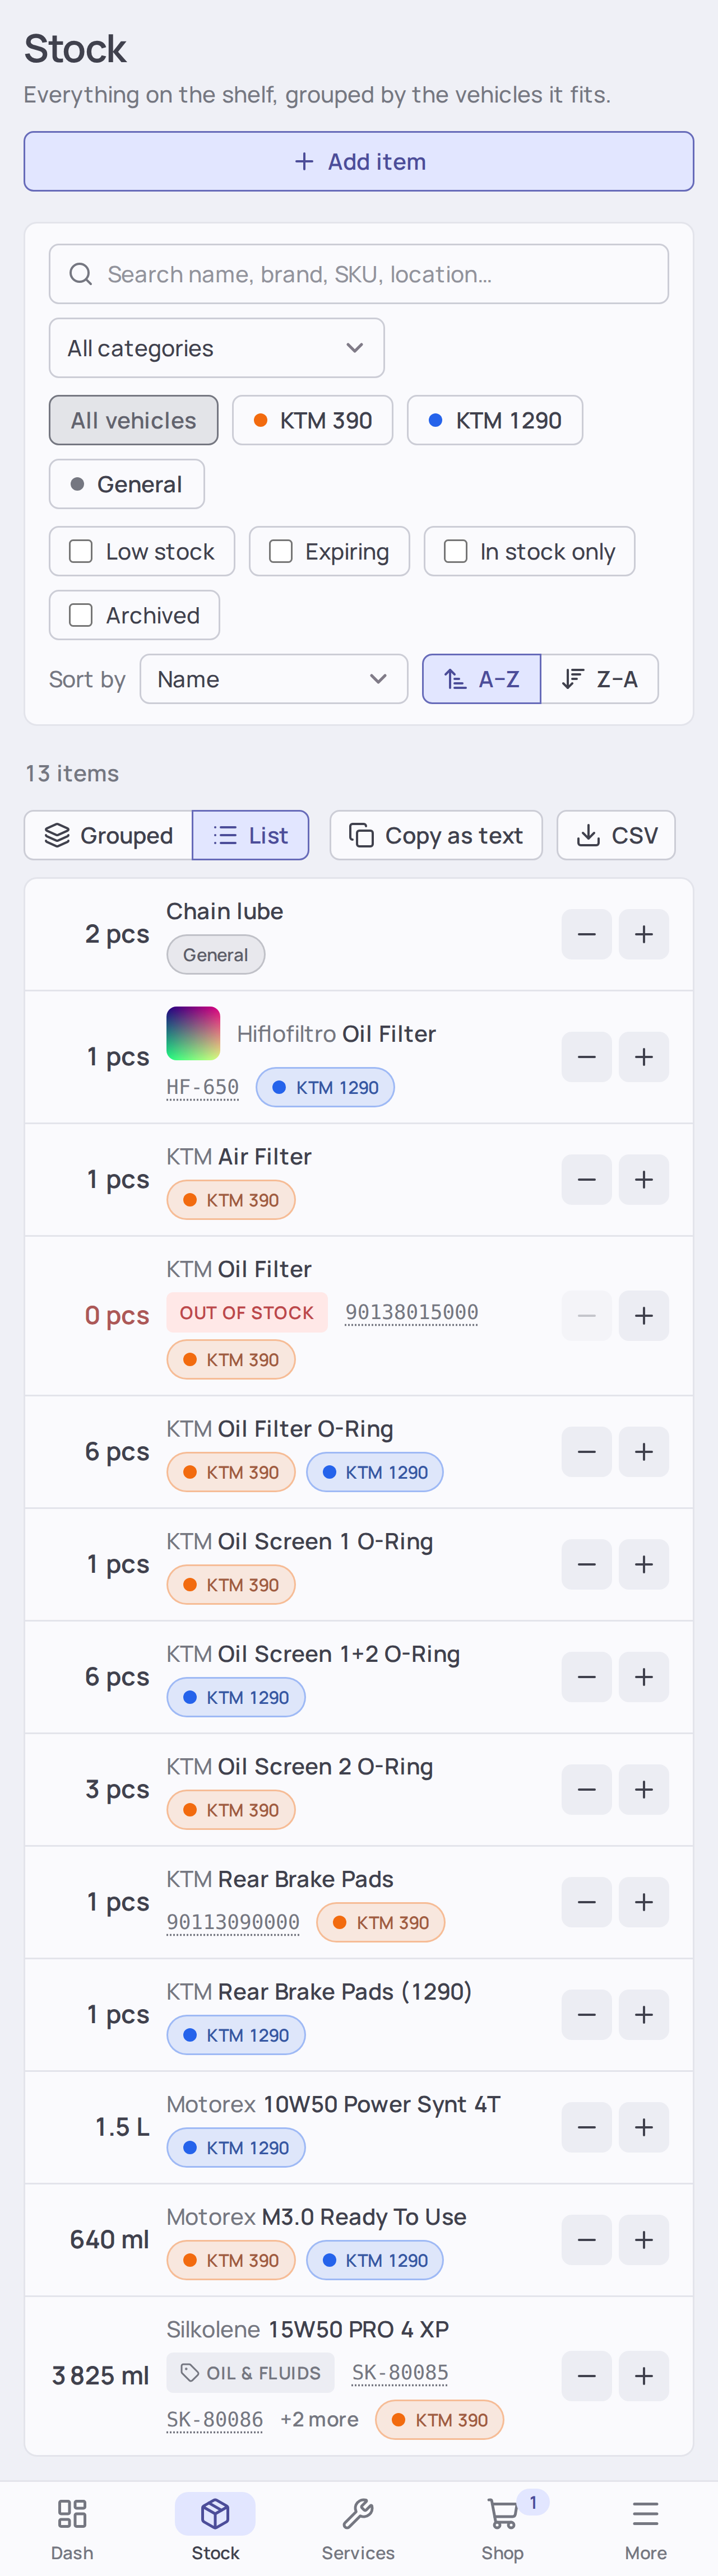 Stock
Everything on the shelf, grouped by the vehicles it fits.
+ Add item
Search name, brand, SKU, location…
All categories
All vehicles KTM 390 KTM 1290
General
Low stock Expiring In stock only
Archived
Sort by Name A–Z Z–A
13 items
Grouped List Copy as text CSV
Chain lube
2 pcs
General
Hiflofiltro Oil Filter
1 pcs
HF-650 KTM 1290
KTM Air Filter
1 pcs
KTM 390
KTM Oil Filter
0 pcs OUT OF STOCK 90138015000
KTM 390
KTM Oil Filter O-Ring
6 pcs
KTM 390 KTM 1290
KTM Oil Screen 1 O-Ring
1 pcs
KTM 390
KTM Oil Screen 1+2 O-Ring
6 pcs
KTM 1290
KTM Oil Screen 2 O-Ring
3 pcs
KTM 390
KTM Rear Brake Pads
1 pcs
90113090000 KTM 390
KTM Rear Brake Pads (1290)
1 pcs
KTM 1290
Motorex 10W50 Power Synt 4T
1.5 L
KTM 1290
Motorex M3.0 Ready To Use
640 ml
KTM 390 KTM 1290
Silkolene 15W50 PRO 4 XP
3 825 ml OIL & FLUIDS SK-80085
SK-80086 +2 more KTM 390
1
Dash Stock Services Shop More